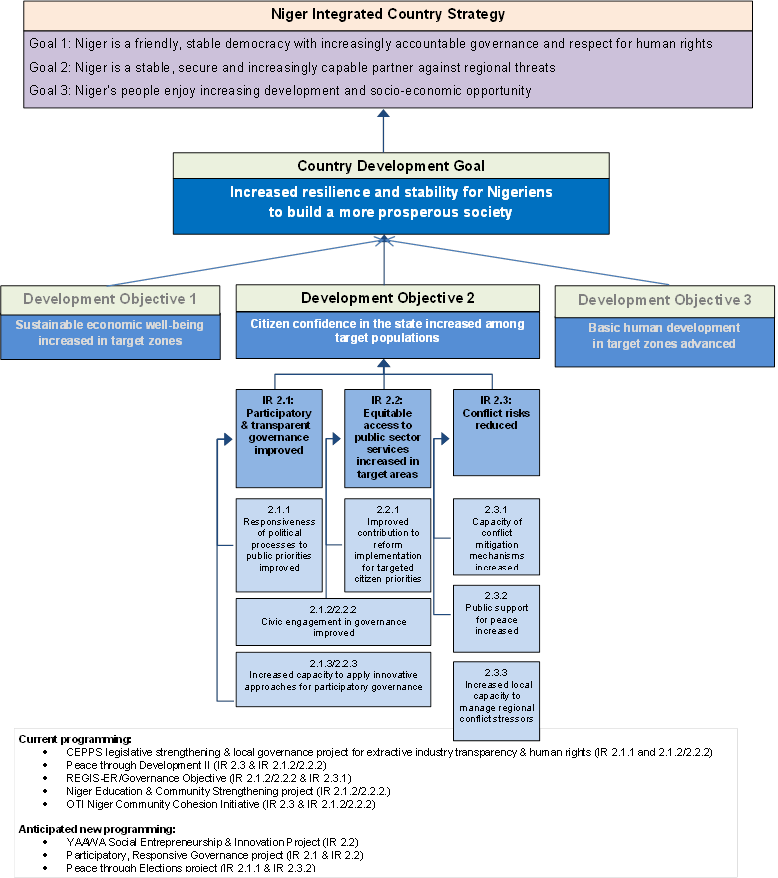 Niger Integrated Country Strategy
Goal 1: Niger is a friendly, stable democracy with increasingly accountable governance and respect for human rights
Goal 2: Niger is a stable, secure and increasingly capable partner against regional threats
Goal 3: Niger's people enjoy increasing development and socio-economic opportunity
Country Development Goal
Increased resilience and stability for Nigeriens
to build a more prosperous society
Development Objective 1
Sustainable economic well-being
increased in target zones
Development Objective 2
Citizen confidence in the state increased among
target populations
Development Objective 3
Basic human development
in target zones advanced
IR 2.1:
Participatory
& transparent
governance
improved
IR 2.2:
Equitable
access to
public sector
services
increased in
target areas
IR 2.3:
Conflict risks
reduced
2.1.1
Responsiveness
of political
processes to
public priorities
improved
2.2.1
Improved
contribution to
reform
implementation
for targeted
citizen priorities
2.3.1
Capacity of
conflict
mitigation
mechanisms
increased
2.1.2/2.2.2
Civic engagement in governance
improved
2.3.2
Public support
for peace
increased
2.1.3/2.2.3
Increased capacity to apply innovative
approaches for participatory governance
2.3.3
Increased local
capacity to
manage regional
conflict stressors
Current programming:
• CEPPS legislative strengthening & local governance project for extractive industry transparency & human rights (IR 2.1.1 and 2.1.2/2.2.2)
• Peace through Development II (IR 2.3 & IR 2.1.2/2.2.2)
• REGIS-ER/Governance Objective (IR 2.1.2/2.2.2 & IR 2.3.1)
• Niger Education & Community Strengthening project (IR 2.1.2/2.2.2.)
• OTI Niger Community Cohesion Initiative (IR 2.3 & IR 2.1.2/2.2.2)
Anticipated new programming:
• YAAWA Social Entrepreneurship & Innovation Project (IR 2.2)
• Participatory, Responsive Governance project (IR 2.1 & IR 2.2)
• Peace through Elections project (IR 2.1.1 & IR 2.3.2)